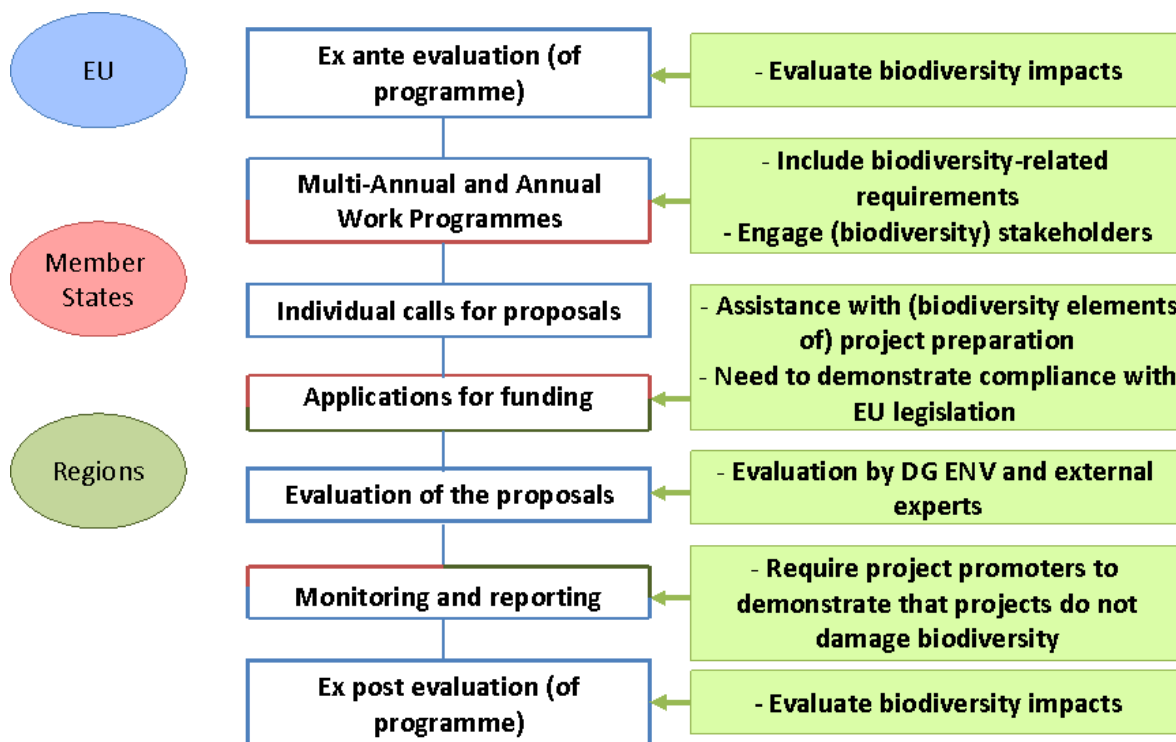 EU
Member
States
Regions
Ex ante evaluation (of
programme)
Multi-Annual and Annual
Work Programmes
Individual calls for proposals
Applications for funding
Evaluation of the proposals
Monitoring and reporting
Ex post evaluation (of
programme)
- Evaluate biodiversity impacts
- Include biodiversity-related
requirements
- Engage (biodiversity) stakeholders
- Assistance with (biodiversity elements
of) project preparation
- Need to demonstrate compliance with
EU legislation
- Evaluation by DG ENV and external
experts
- Require project promoters to
demonstrate that projects do not
damage biodiversity
- Evaluate biodiversity impacts